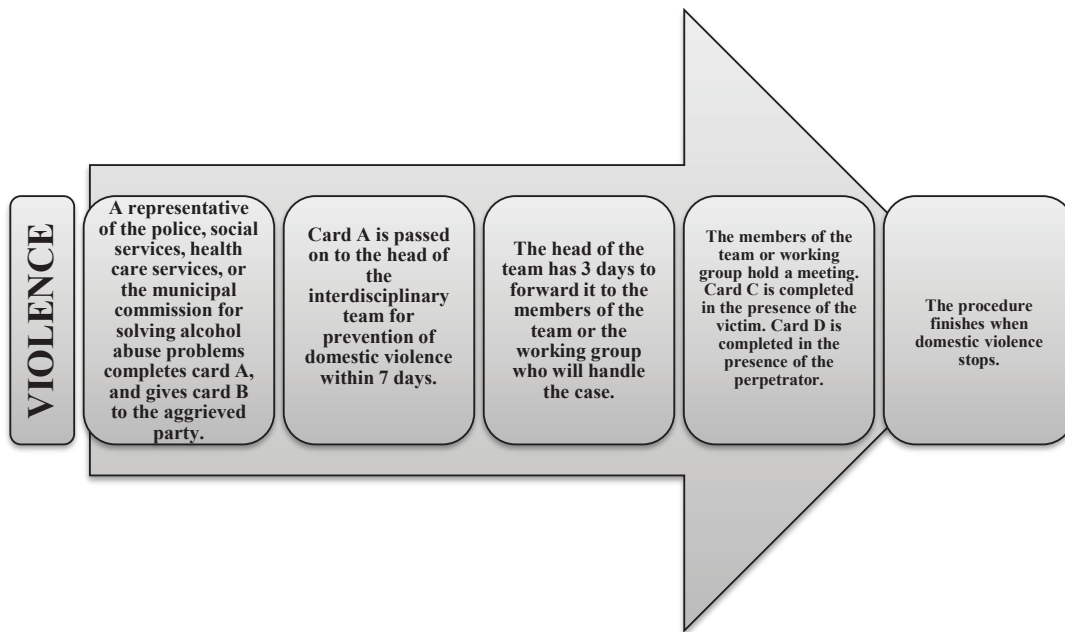 VIOLENCE
A representative
of the police, social
services, health
care services, or
the municipal
commission for
solving alcohol
abuse problems
completes card A,
and gives card B
to the aggrieved
party.
Card A is passed
on to the head of
the
interdisciplinary
team for
prevention of
domestic violence
within 7 days.
The head of the
team has 3 days to
forward it to the
members of the
team or the
working group
who will handle
the case.
The members of the
team or working
group hold a meeting.
Card C is completed
in the presence of the
victim. Card D is
completed in the
presence of the
perpetrator.
The procedure
finishes when
domestic violence
stops.